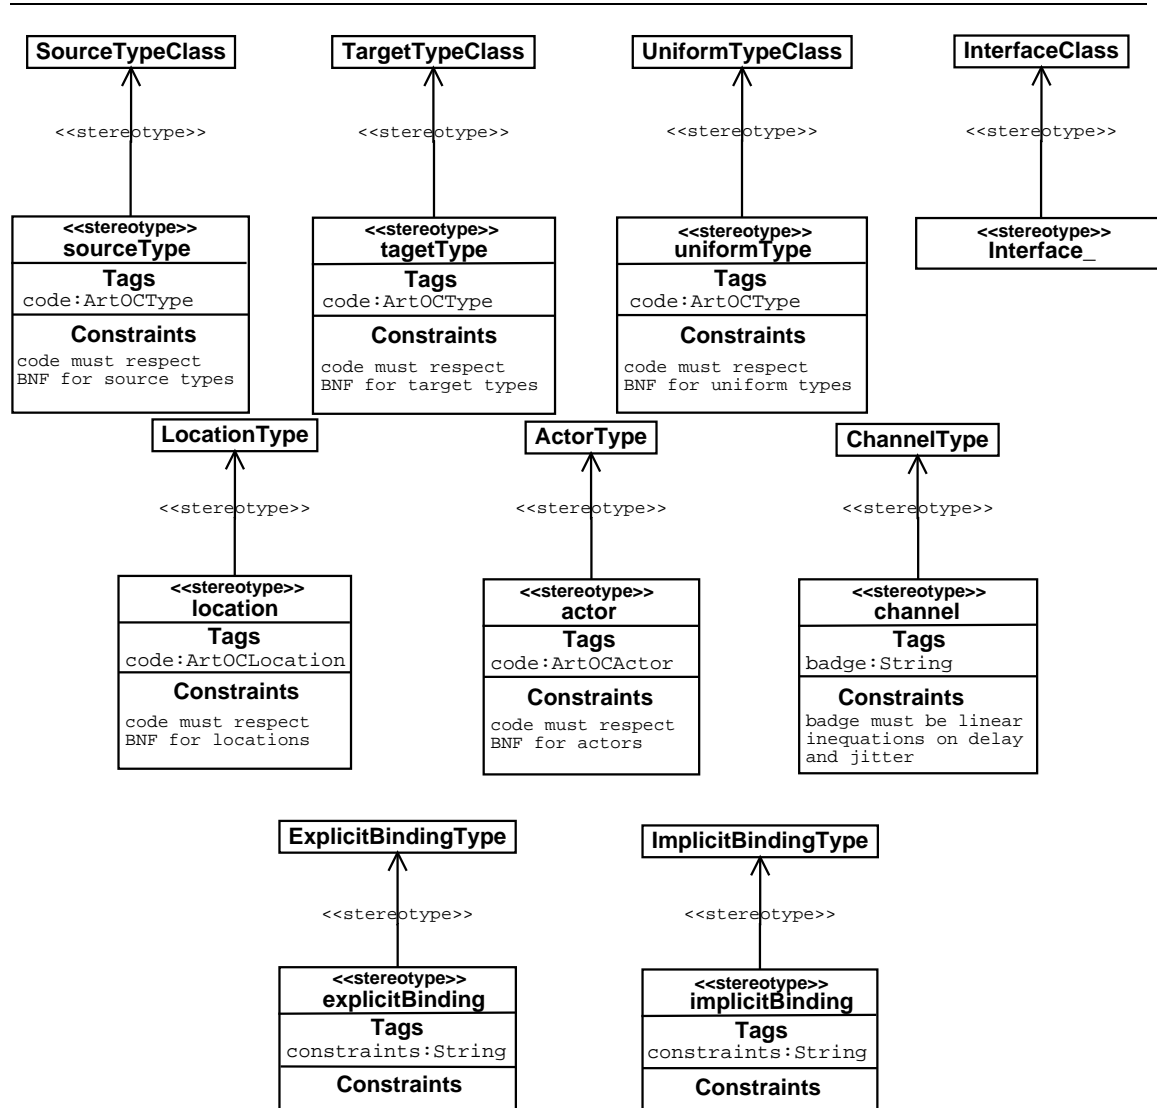 SourceTypeClass
TargetTypeClass
UniformTypeClass
InterfaceClass
<<stereotype>>
<<stereotype>>
<<stereotype>>
<<stereotype>>
<<stereotype>>
sourceType
Tags
code:ArtOCType
Constraints
code must respect
BNF for source types
<<stereotype>>
tagetType
Tags
code:ArtOCType
Constraints
code must respect
BNF for target types
<<stereotype>>
uniformType
Tags
code:ArtOCType
Constraints
code must respect
BNF for uniform types
<<stereotype>>
Interface_
LocationType
ActorType
ChannelType
<<stereotype>>
<<stereotype>>
<<stereotype>>
<<stereotype>>
location
Tags
code:ArtOCLocation
Constraints
code must respect
BNF for locations
<<stereotype>>
actor
Tags
code:ArtOCActor
Constraints
code must respect
BNF for actors
<<stereotype>>
channel
Tags
badge:String
Constraints
badge must be linear
inequations on delay
and jitter
ExplicitBindingType
ImplicitBindingType
<<stereotype>>
<<stereotype>>
<<stereotype>>
explicitBinding
Tags
constraints:String
Constraints
<<stereotype>>
implicitBinding
Tags
constraints:String
Constraints